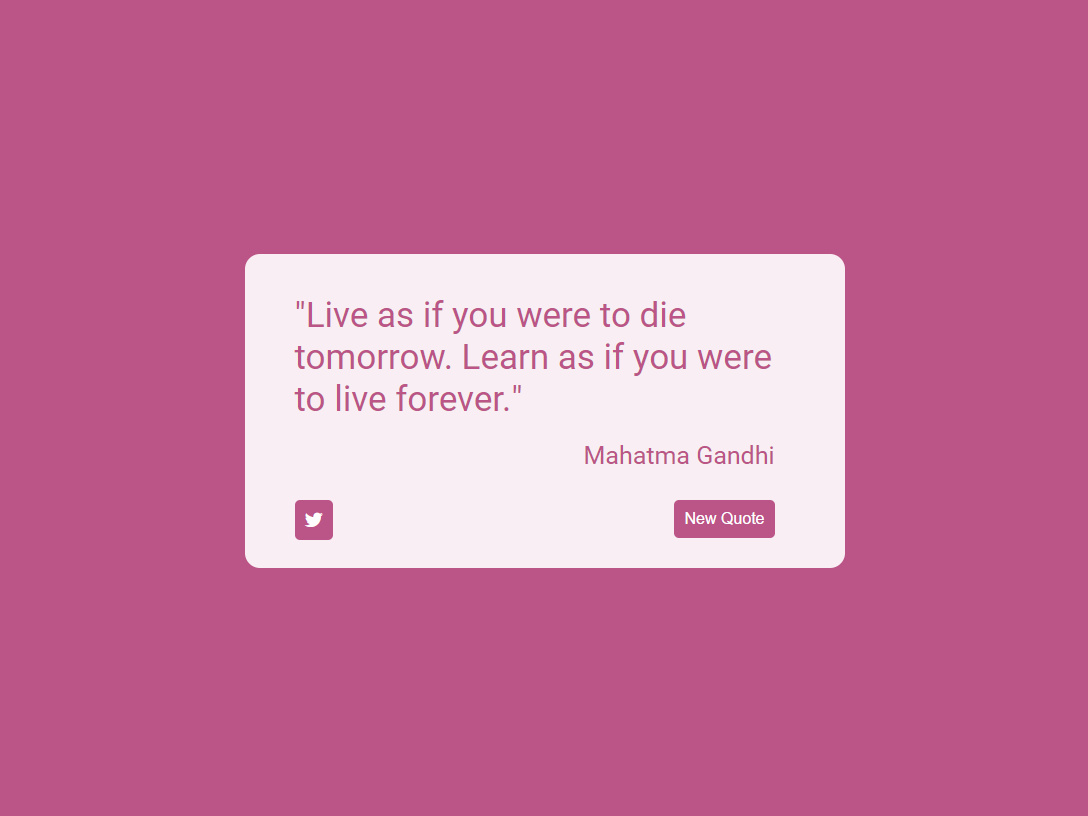 "Live as if you were to die
tomorrow. Learn as if you were
to live forever."
Mahatma Gandhi
New Quote